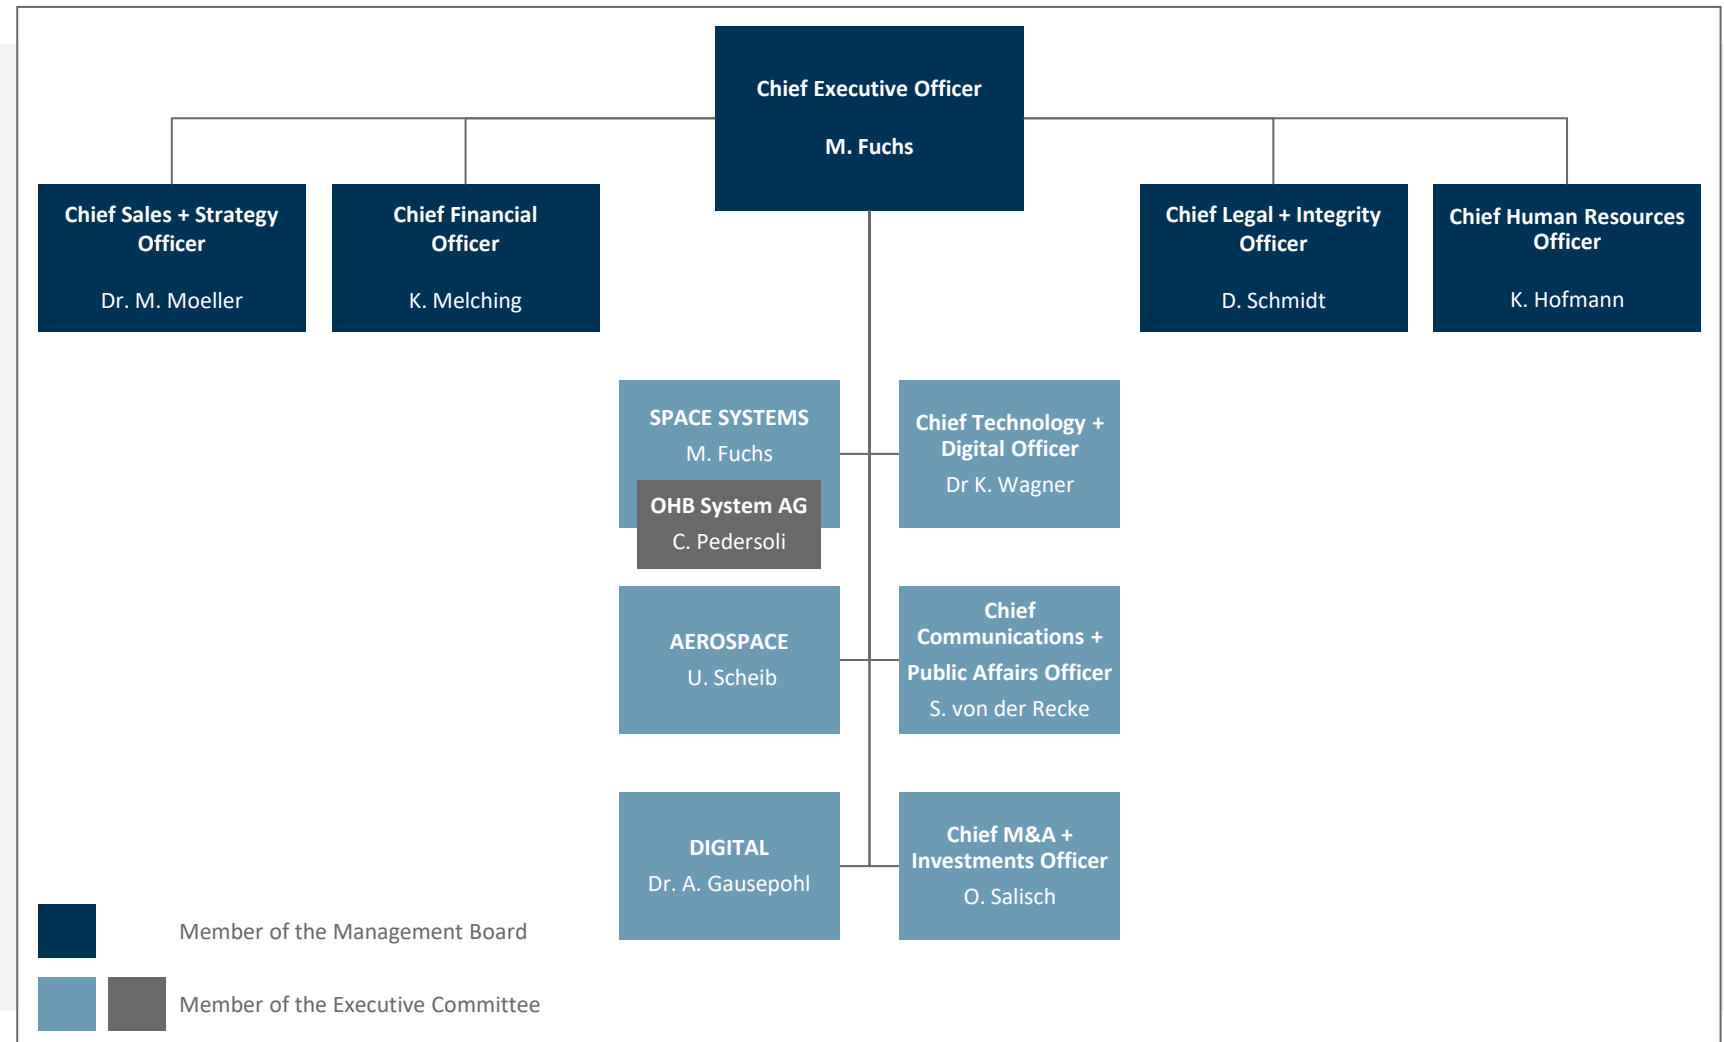 Chief Executive Officer
M. Fuchs
Chief Sales + Strategy
Officer
Dr. M. Moeller
Chief Financial
Officer
K. Melching
Chief Legal + Integrity
Officer
D. Schmidt
Chief Human Resources
Officer
K. Hofmann
SPACE SYSTEMS
M. Fuchs
OHB System AG
C. Pedersoli
Chief Technology +
Digital Officer
Dr K. Wagner
AEROSPACE
U. Scheib
Chief
Communications +
Public Affairs Officer
S. von der Recke
DIGITAL
Dr. A. Gausepohl
Chief M&A +
Investments Officer
O. Salisch
Member of the Management Board
Member of the Executive Committee